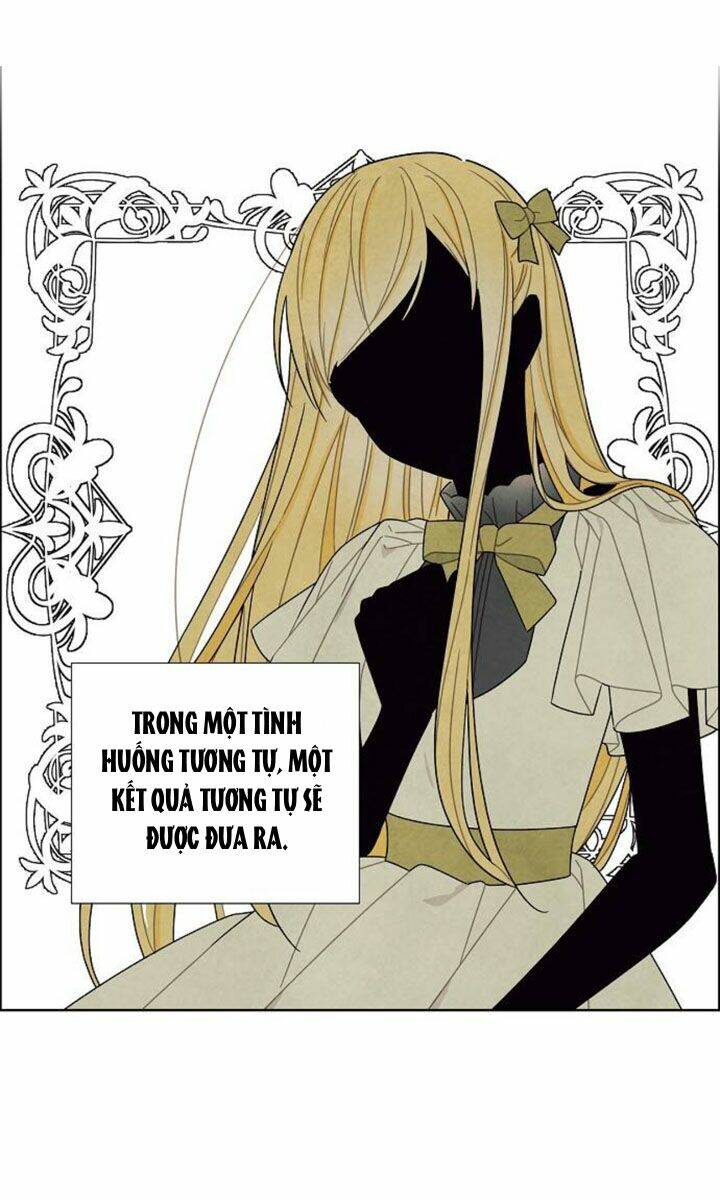 TRONG MỘT TÌNH
HUỐNG TƯƠNG TỰ, MỘT
KẾT QUẢ TƯƠNG TỰ SẼ
ĐƯỢC ĐƯA RA.